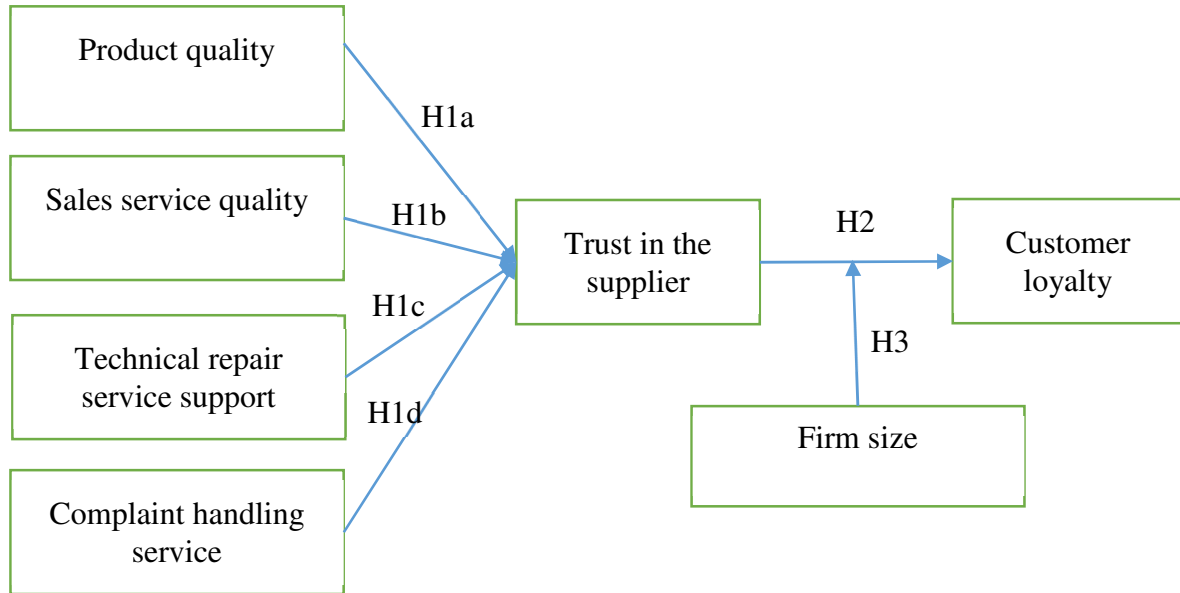 Product quality
H1a
Sales service quality
H1b
Technical repair
service support
H1c
Complaint handling
service
H1d
Trust in the
supplier
H2
Customer
loyalty
H3
Firm size